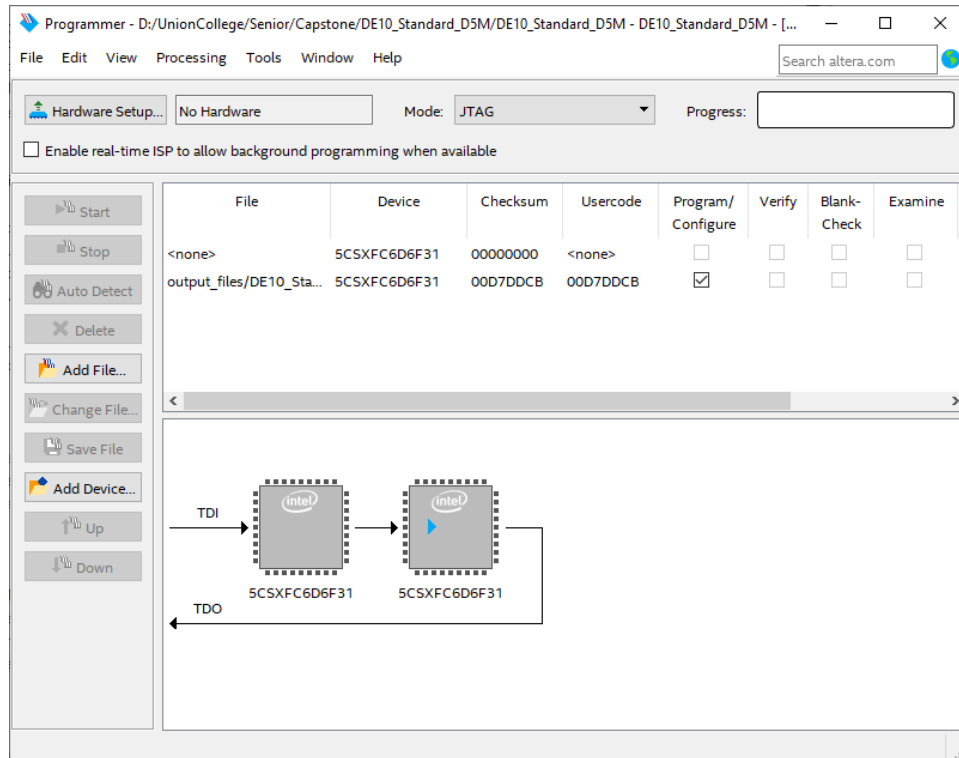 Programmer - D:/UnionCollege/Senior/Capstone/DE10_Standard_D5M/DE10_Standard_D5M - DE10_Standard_D5M - [...
File Edit View Processing Tools Window Help
Search altera.com
Hardware Setup... No Hardware Mode: JTAG Progress:
Enable real-time ISP to allow background programming when available
Start
Stop
Auto Detect
Delete
Add File...
Change File...
Save File
Add Device...
Up
Down
File Device Checksum Usercode Program/ Verify Blank- Examine
Configure Check
<none> 5CSXFC6D6F31 00000000 <none>
output_files/DE10_Sta... 5CSXFC6D6F31 00D7DDCB 00D7DDCB
intel intel
TDI
5CSXFC6D6F31 5CSXFC6D6F31
TDO